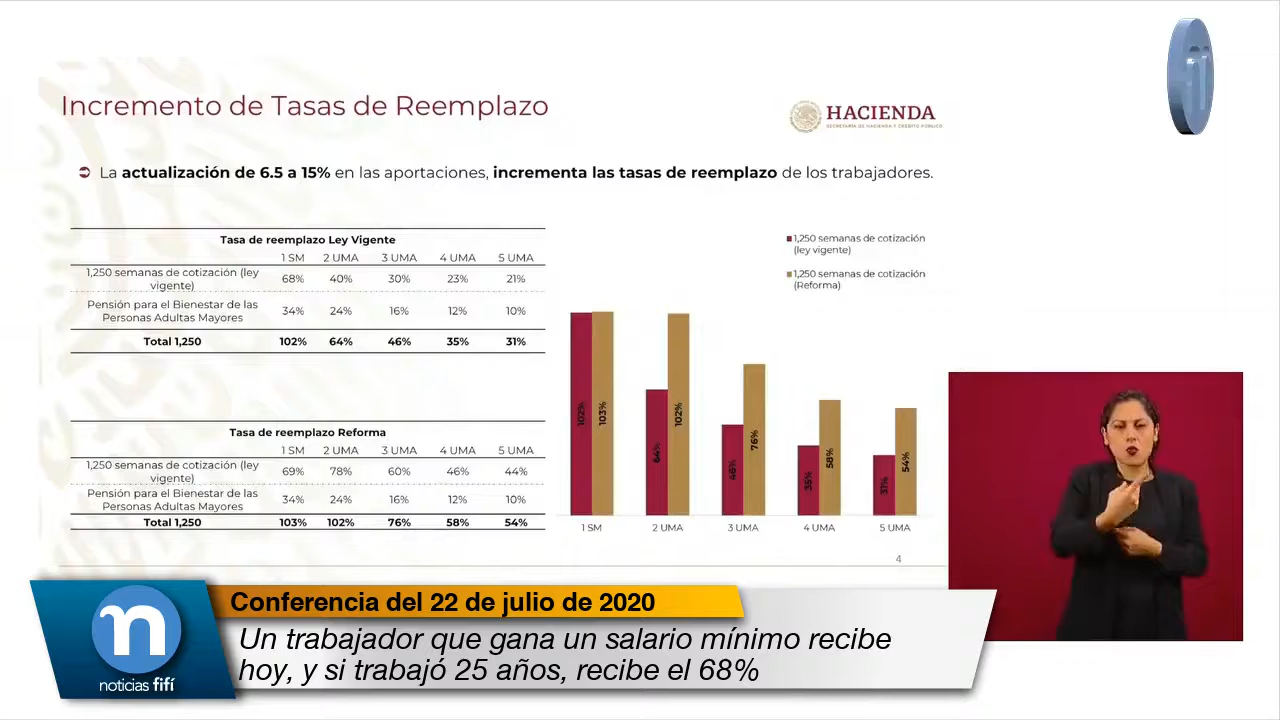 Incremento de Tasas de Reemplazo
HACIENDA
SECRETARÍA DE HACIENDA Y CRÉDITO PÚBLICO
La actualización de 6.5 a 15% en las aportaciones, incrementa las tasas de reemplazo de los trabajadores.
Tasa de reemplazo Ley Vigente
1 SM 2 UMA 3 UMA 4 UMA 5 UMA
1,250 semanas de cotización (ley
vigente)
68% 40% 30% 23% 21%
Pensión para el Bienestar de las
Personas Adultas Mayores
34% 24% 16% 12% 10%
Total 1,250 102% 64% 46% 35% 31%
Tasa de reemplazo Reforma
1 SM 2 UMA 3 UMA 4 UMA 5 UMA
1,250 semanas de cotización (ley
vigente)
69% 78% 60% 46% 44%
Pensión para el Bienestar de las
Personas Adultas Mayores
34% 24% 16% 12% 10%
Total 1,250 103% 102% 76% 58% 54%
1,250 semanas de cotización
(ley vigente)
1,250 semanas de cotización
(Reforma)
102% 103% 64% 102% 46% 76% 35% 58% 31% 54%
1 SM 2 UMA 3 UMA 4 UMA 5 UMA
4
n
n
noticias fifí
Conferencia del 22 de julio de 2020
Un trabajador que gana un salario mínimo recibe
hoy, y si trabajó 25 años, recibe el 68%